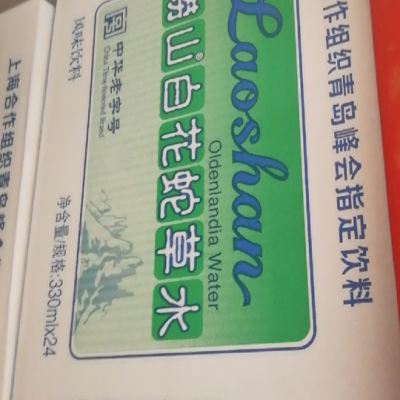 作组织青岛峰会指定饮料
Laoshan
Oldenlandia Water
崂山®白花蛇草水
中华老字号
China Time-honored Brand
风味饮料
净含量/规格:330mlx24
上海合作组织青岛峰会